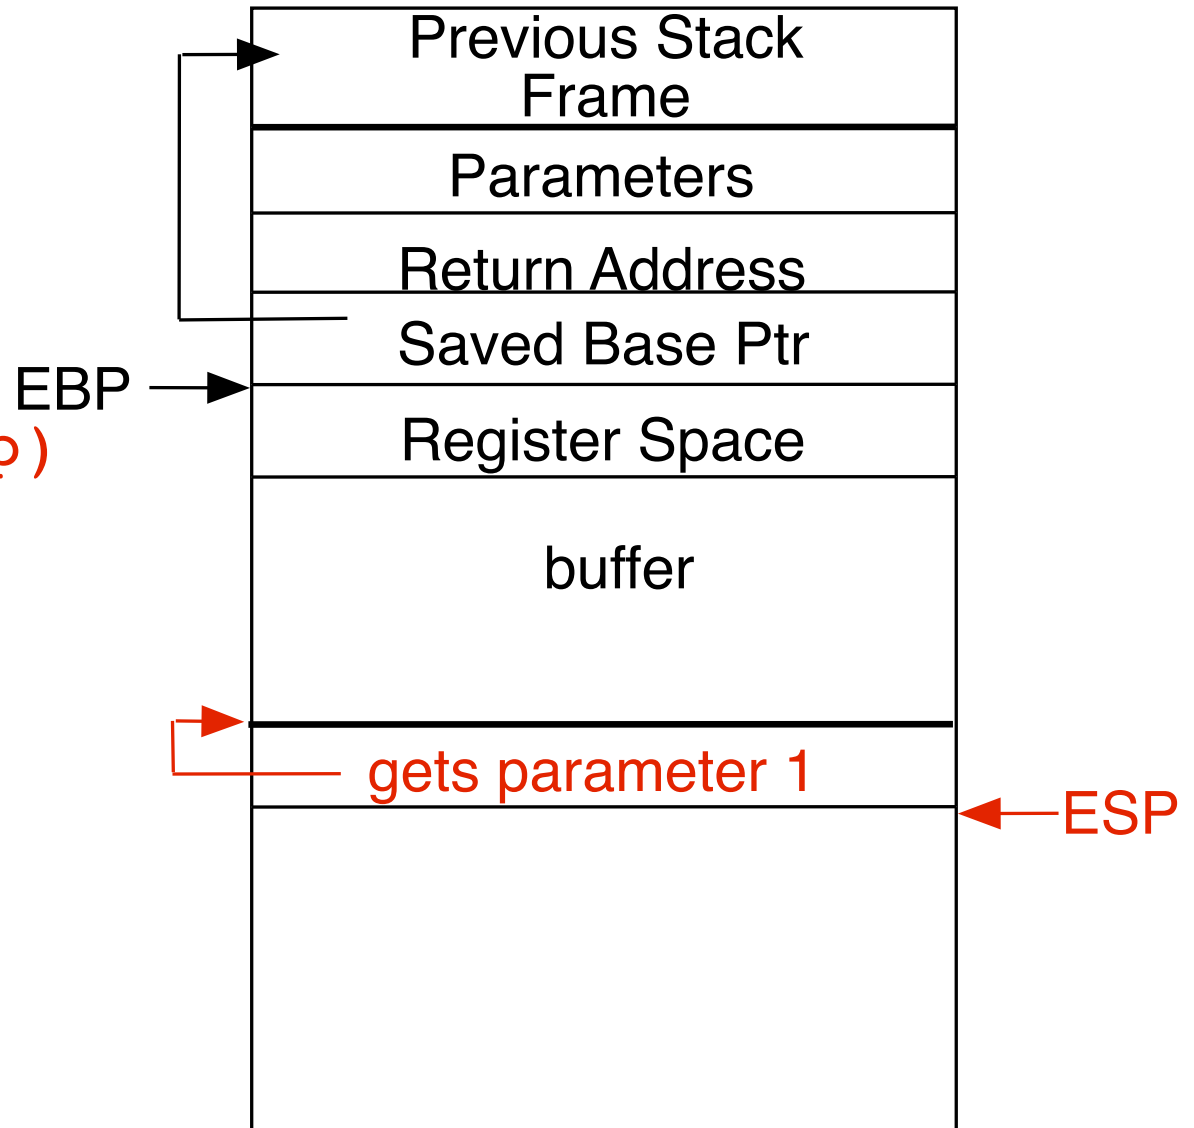 Previous Stack
Frame
Parameters
Return Address
Saved Base Ptr
EBP
)
Register Space
buffer
gets parameter 1
ESP